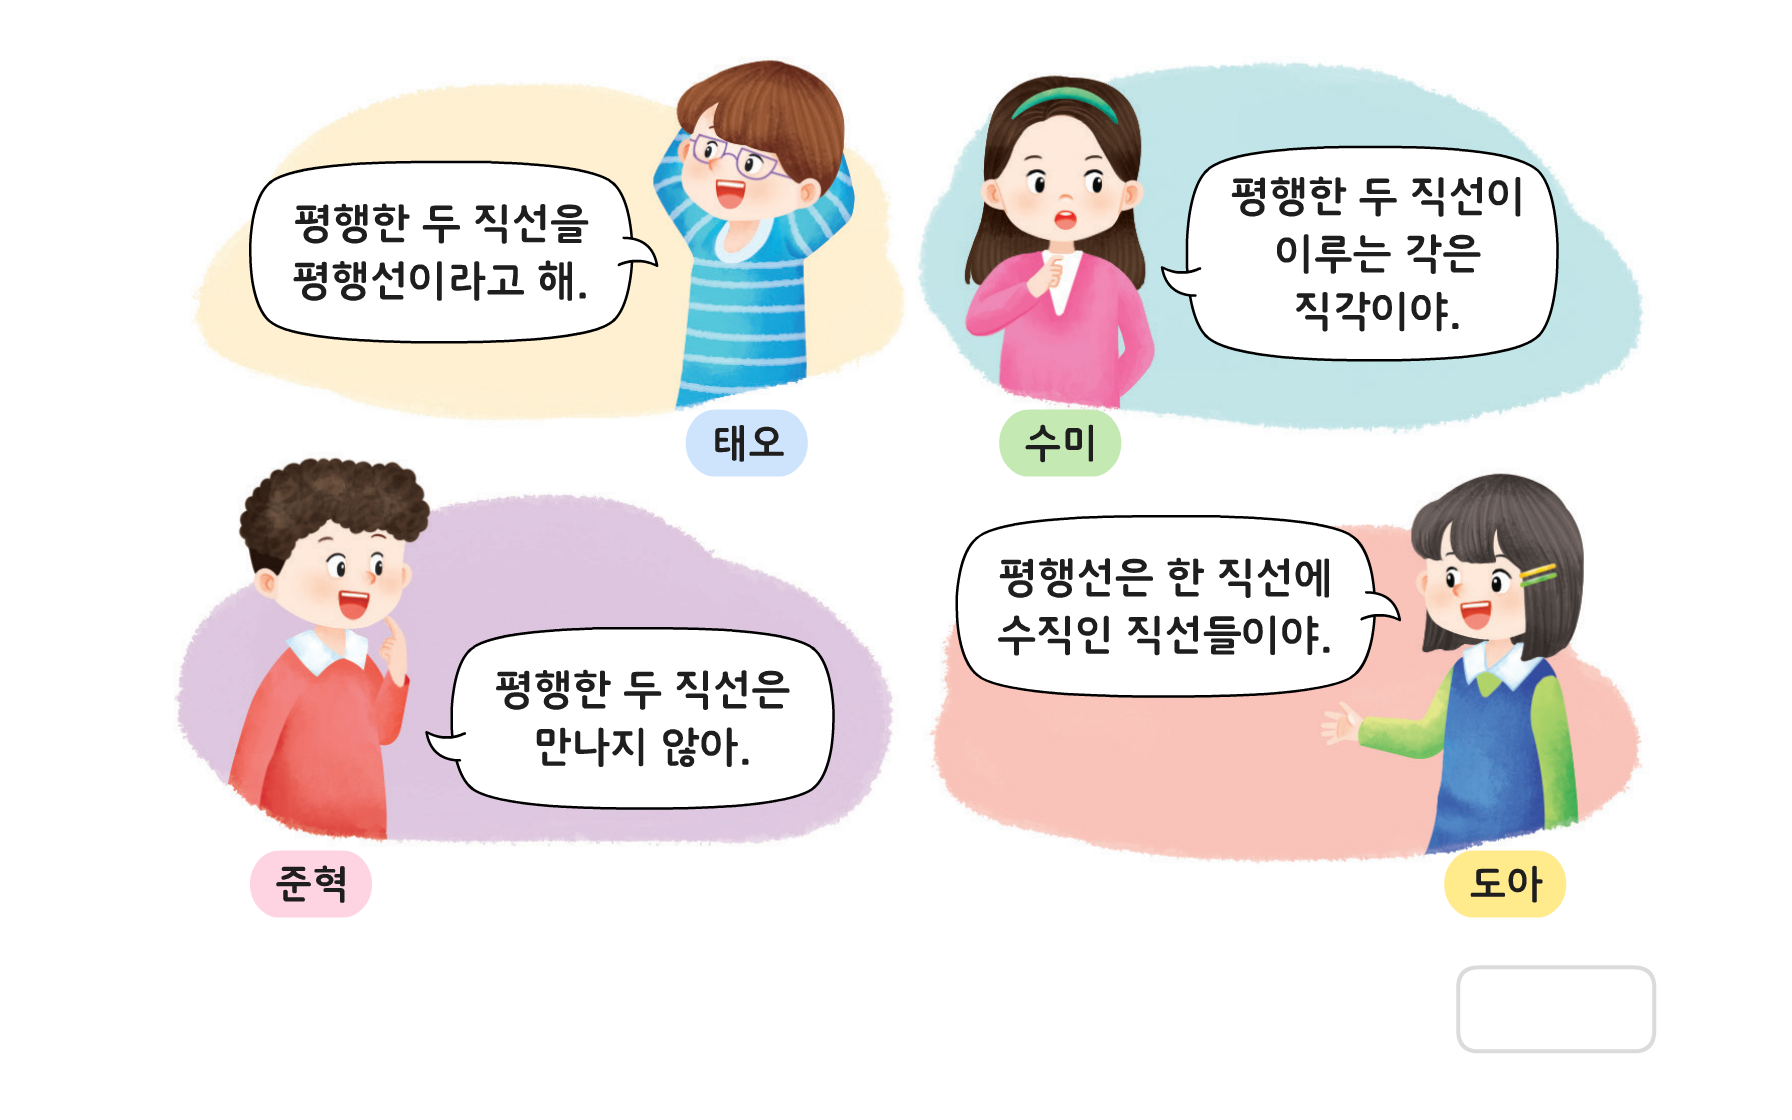 평행한 두 직선을
평행선이라고 해.
태오
평행한 두 직선이
이루는 각은
직각이야.
수미
평행한 두 직선은
만나지 않아.
준혁
평행선은 한 직선에
수직인 직선들이야.
도아